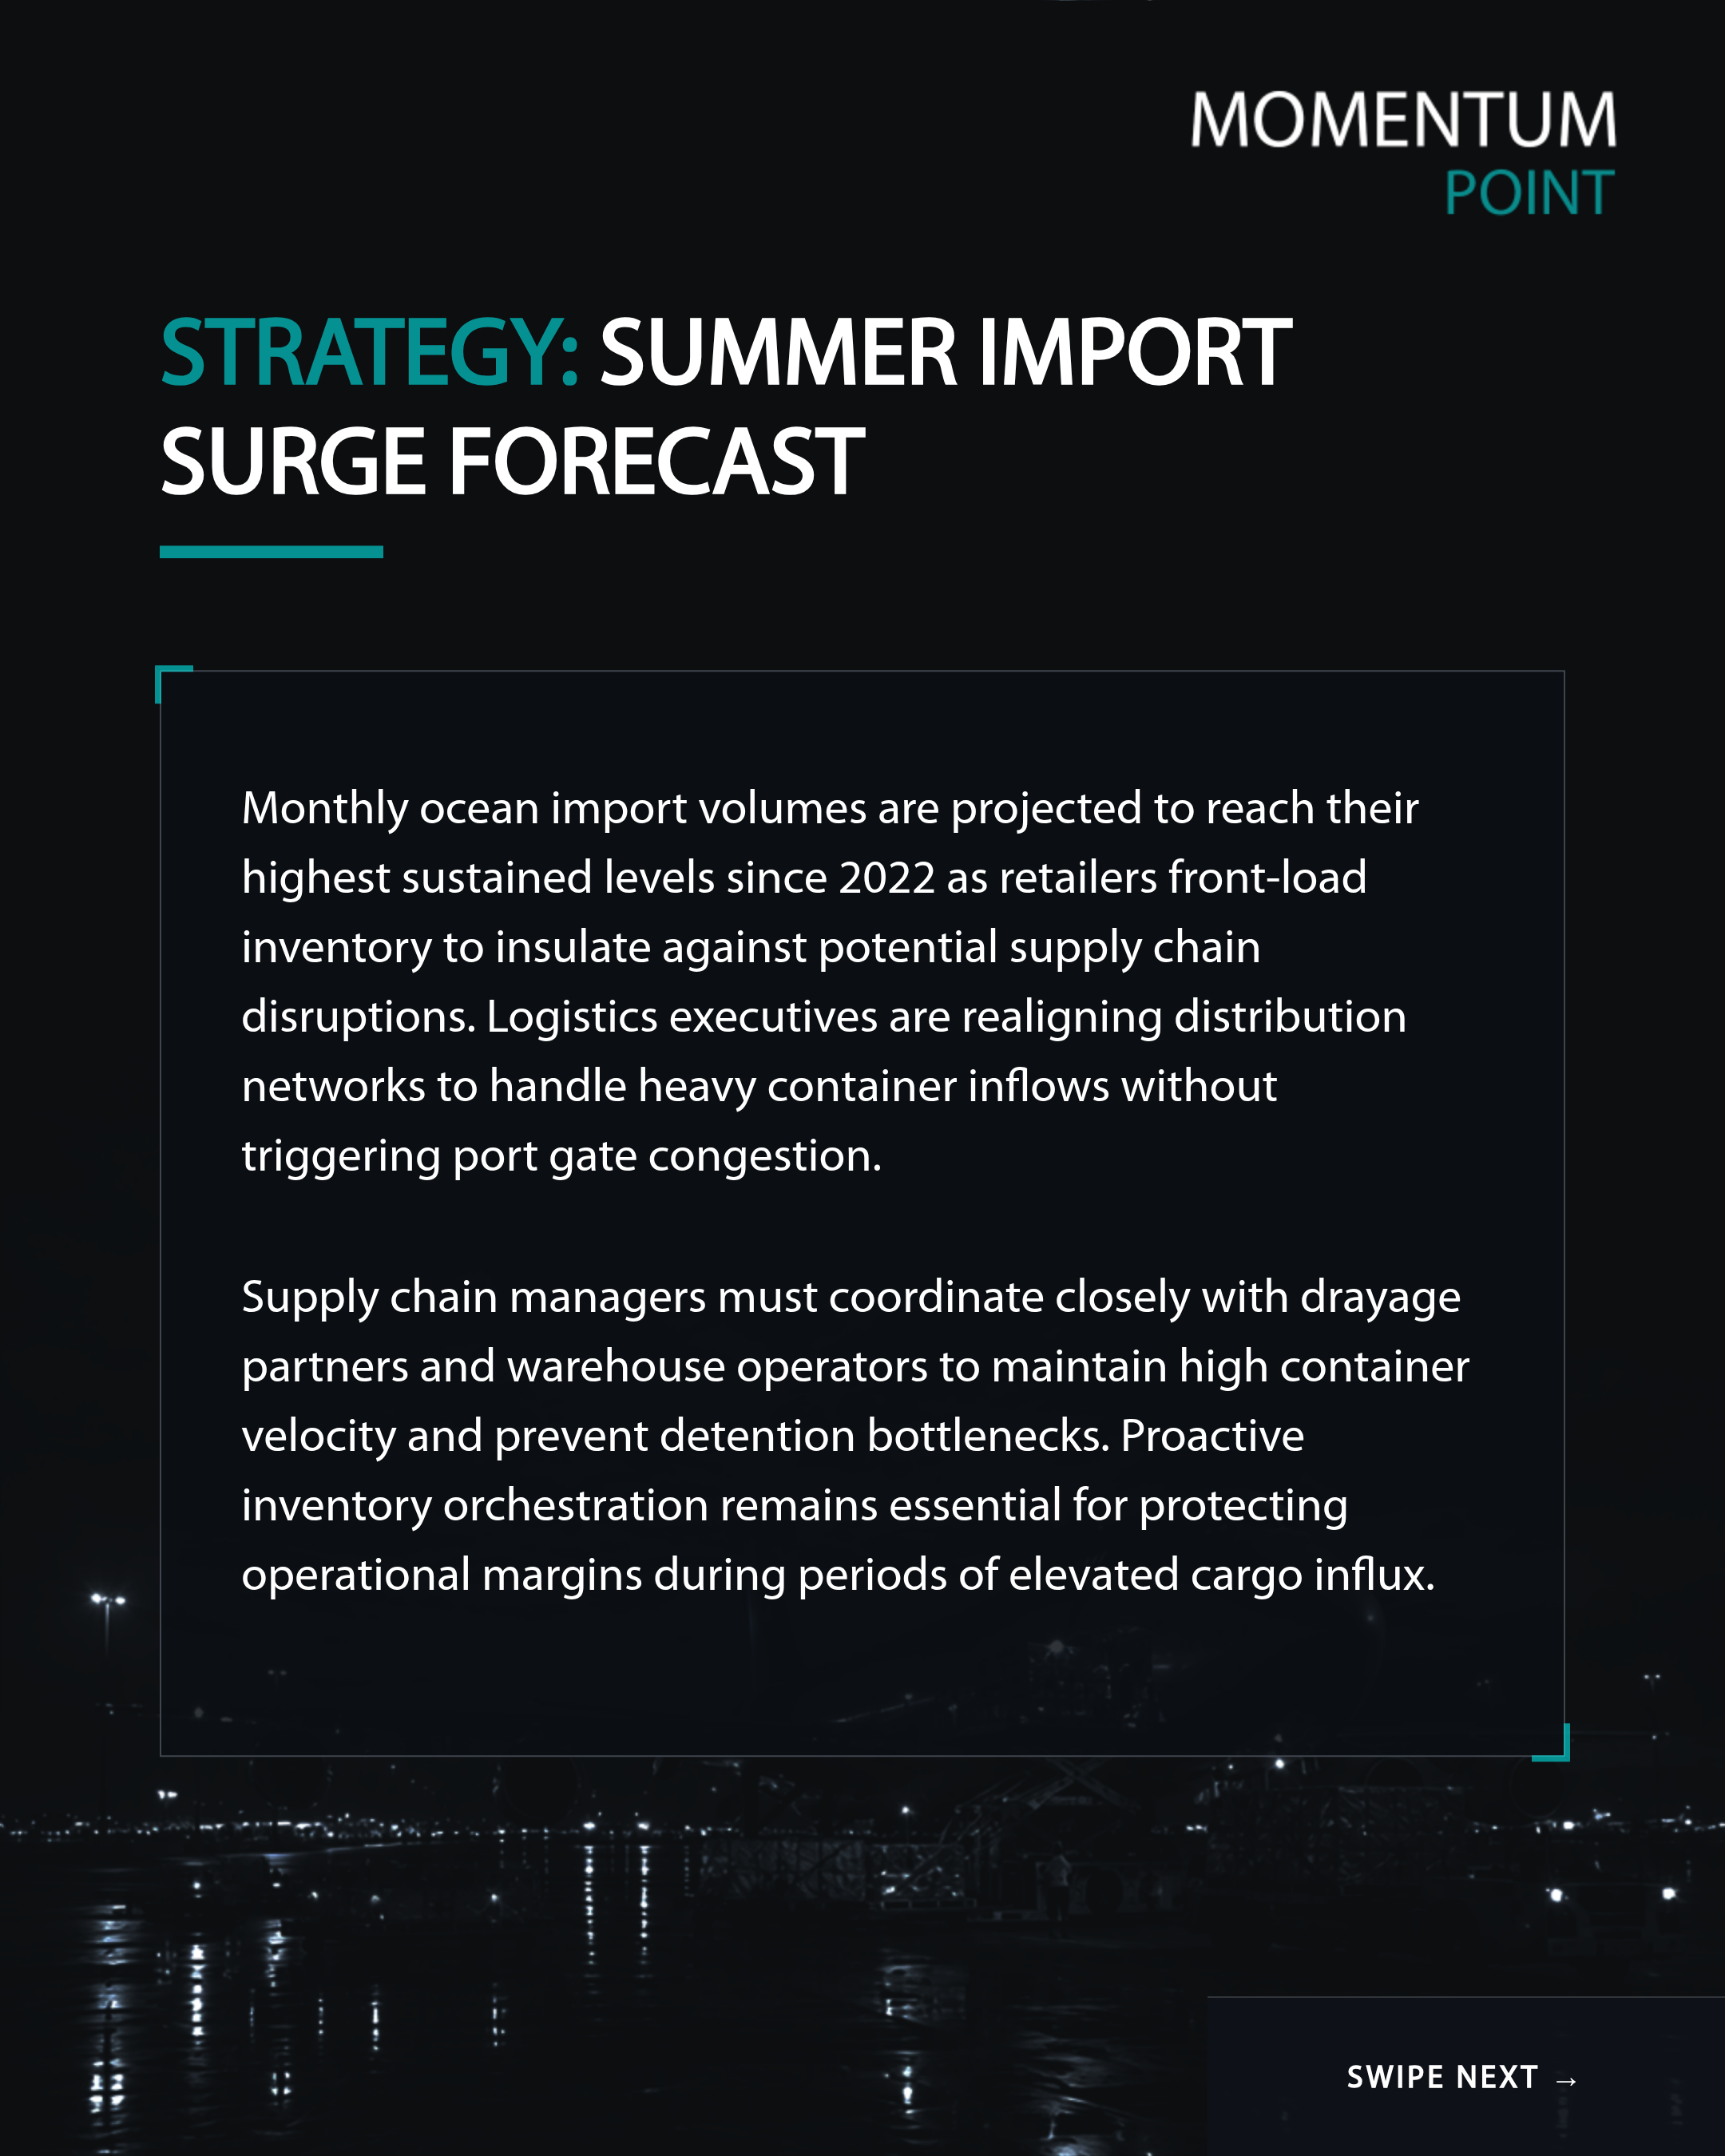 MOMENTUM
POINT
STRATEGY: SUMMER IMPORT
SURGE FORECAST
Monthly ocean import volumes are projected to reach their
highest sustained levels since 2022 as retailers front-load
inventory to insulate against potential supply chain
disruptions. Logistics executives are realigning distribution
networks to handle heavy container inflows without
triggering port gate congestion.
Supply chain managers must coordinate closely with drayage
partners and warehouse operators to maintain high container
velocity and prevent detention bottlenecks. Proactive
inventory orchestration remains essential for protecting
operational margins during periods of elevated cargo influx.
SWIPE NEXT →